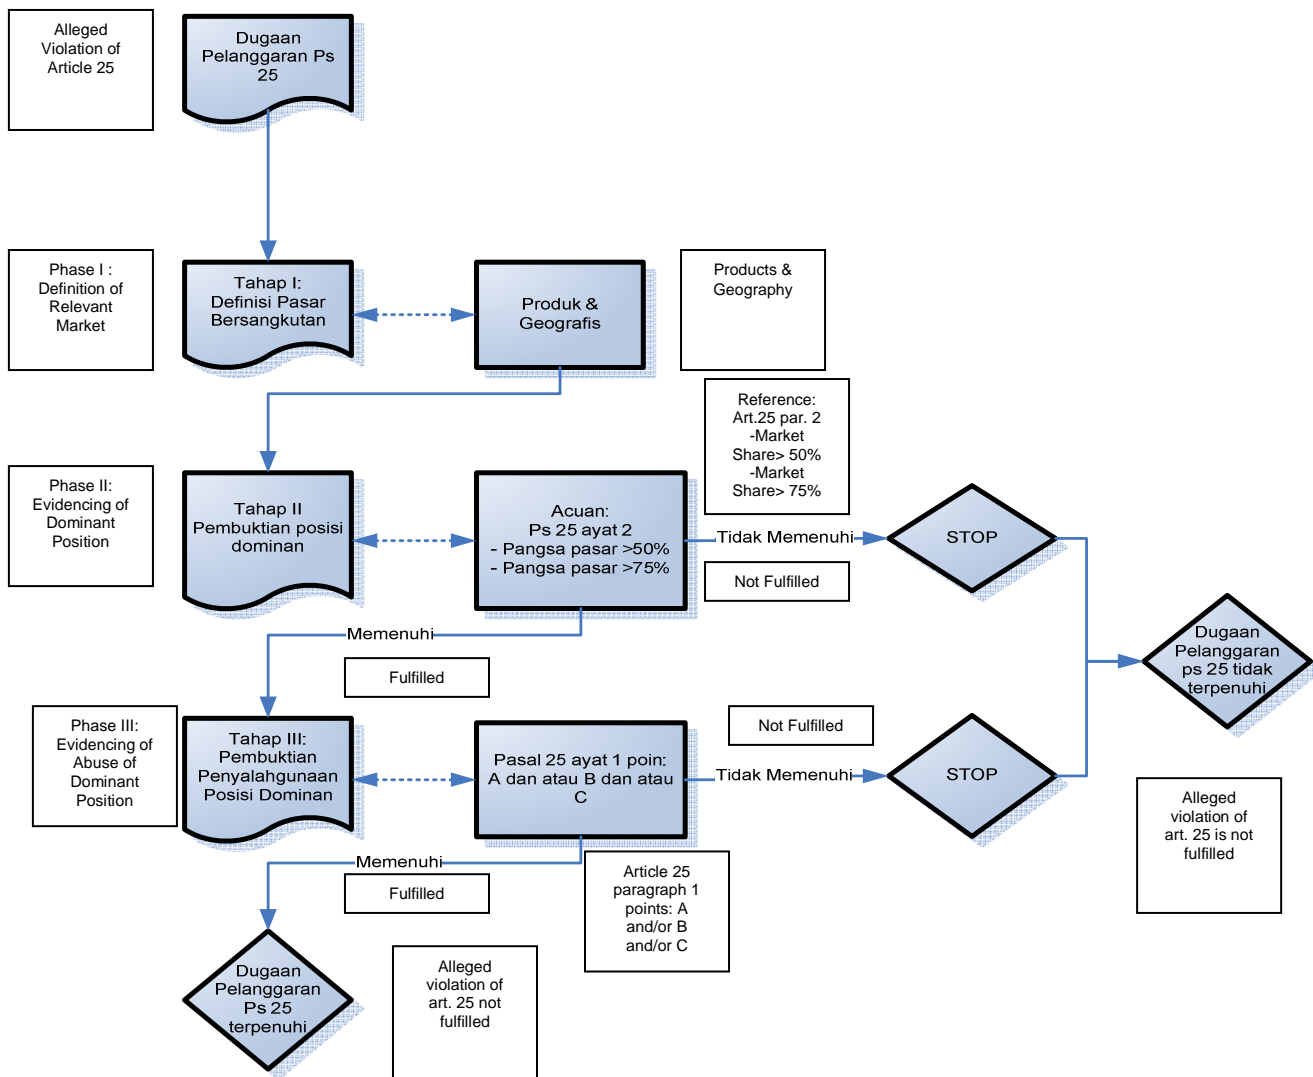 Alleged
Violation of
Article 25
Dugaan
Pelanggaran Ps
25
Phase I :
Definition of
Relevant
Market
Tahap I:
Definisi Pasar
Bersangkutan
Produk &
Geografis
Products &
Geography
Reference:
Art.25 par. 2
-Market
Share> 50%
-Market
Share> 75%
Phase II:
Evidencing of
Dominant
Position
Tahap II
Pembuktian posisi
dominan
Acuan:
Ps 25 ayat 2
- Pangsa pasar >50%
- Pangsa pasar >75%
Tidak Memenuhi
Not Fulfilled
STOP
Memenuhi
Fulfilled
Dugaan
Pelanggaran
ps 25 tidak
terpenuhi
Phase III:
Evidencing of
Abuse of
Dominant
Position
Tahap III:
Pembuktian
Penyalahgunaan
Posisi Dominan
Pasal 25 ayat 1 poin:
A dan atau B dan atau
C
Not Fulfilled
Tidak Memenuhi
STOP
Alleged
violation of
art. 25 is not
fulfilled
Memenuhi
Fulfilled
Article 25
paragraph 1
points: A
and/or B
and/or C
Dugaan
Pelanggaran
Ps 25
terpenuhi
Alleged
violation of
art. 25 not
fulfilled